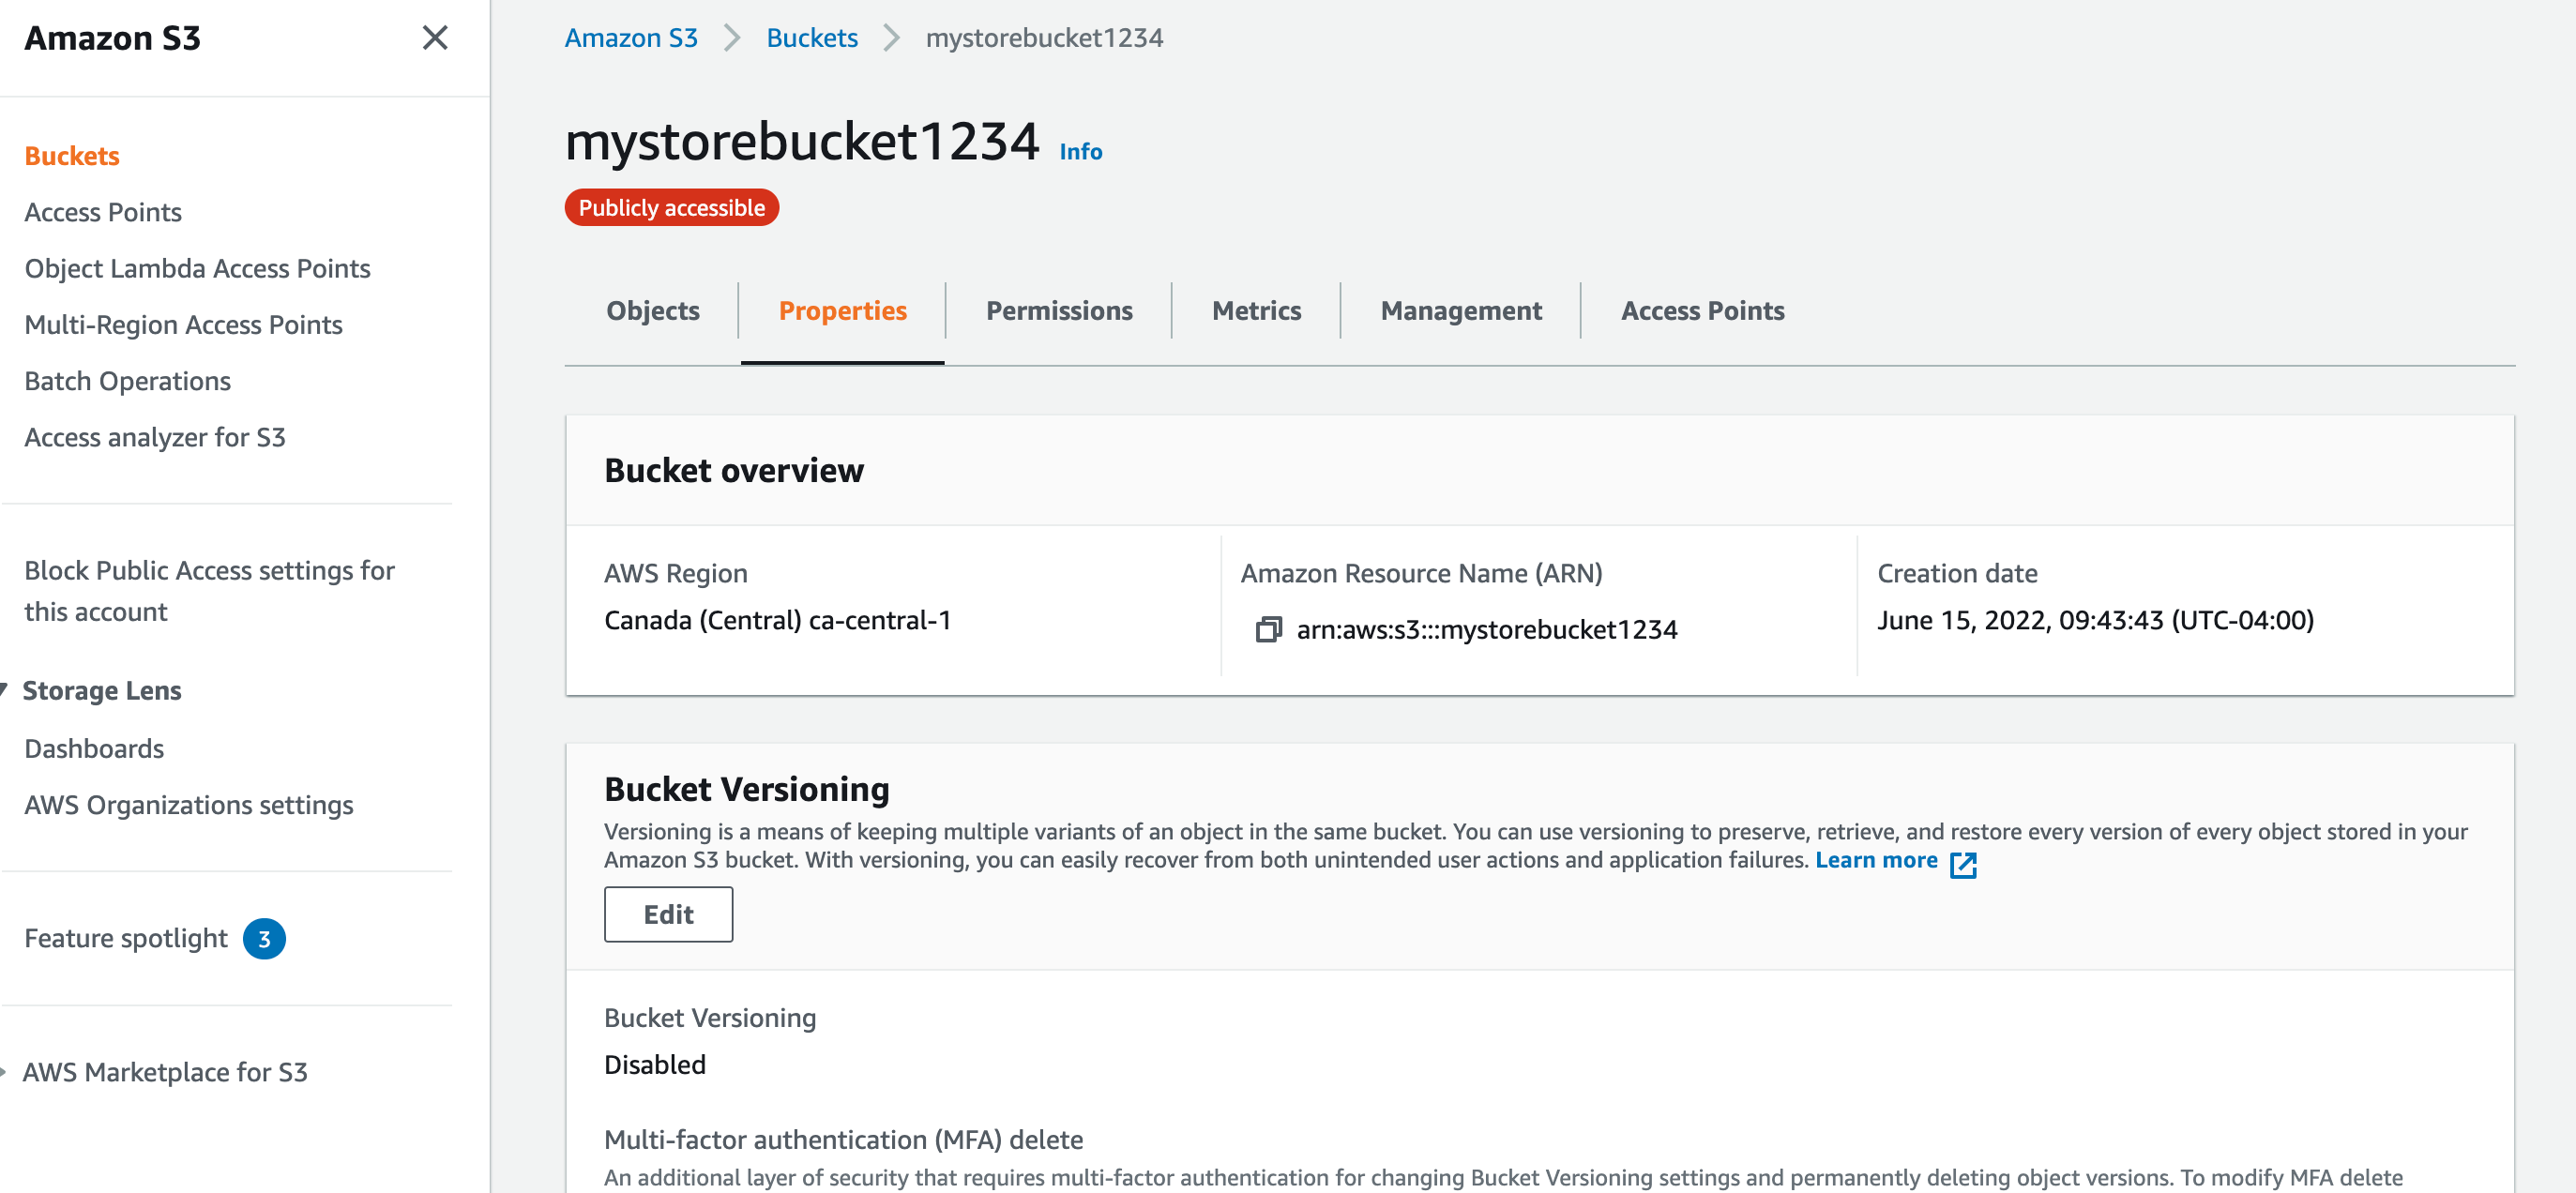 Amazon S3
Buckets
Access Points
Object Lambda Access Points
Multi-Region Access Points
Batch Operations
Access analyzer for S3
Block Public Access settings for
this account
Storage Lens
Dashboards
AWS Organizations settings
Feature spotlight 3
AWS Marketplace for S3
Amazon S3 Buckets mystorebucket1234
mystorebucket1234 Info
Publicly accessible
Objects Properties Permissions Metrics Management Access Points
Bucket overview
AWS Region
Canada (Central) ca-central-1
Amazon Resource Name (ARN)
arn:aws:s3:::mystorebucket1234
Creation date
June 15, 2022, 09:43:43 (UTC-04:00)
Bucket Versioning
Versioning is a means of keeping multiple variants of an object in the same bucket. You can use versioning to preserve, retrieve, and restore every version of every object stored in your
Amazon S3 bucket. With versioning, you can easily recover from both unintended user actions and application failures. Learn more
Edit
Bucket Versioning
Disabled
Multi-factor authentication (MFA) delete
An additional layer of security that requires multi-factor authentication for changing Bucket Versioning settings and permanently deleting object versions. To modify MFA delete